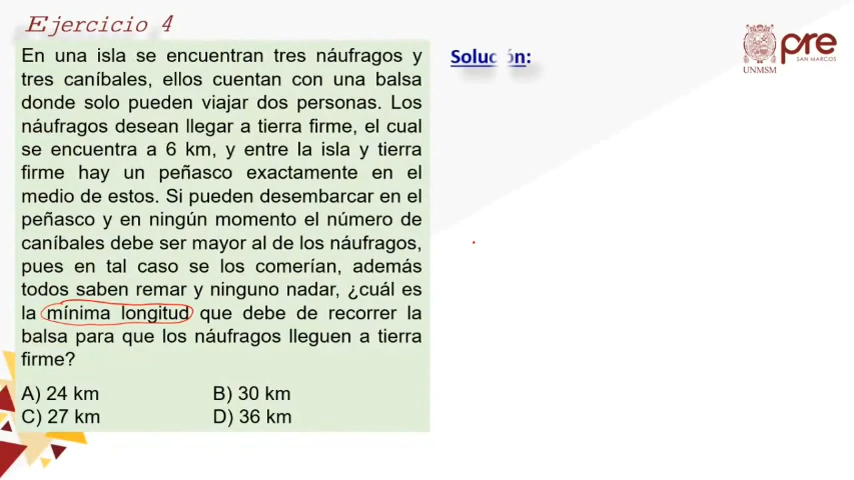 Ejercicio 4
En una isla se encuentran tres náufragos y
tres caníbales, ellos cuentan con una balsa
donde solo pueden viajar dos personas. Los
náufragos desean llegar a tierra firme, el cual
se encuentra a 6 km, y entre la isla y tierra
firme hay un peñasco exactamente en el
medio de estos. Si pueden desembarcar en el
peñasco y en ningún momento el número de
caníbales debe ser mayor al de los náufragos,
pues en tal caso se los comerían, además
todos saben remar y ninguno nadar, ¿cuál es
la mínima longitud que debe de recorrer la
balsa para que los náufragos lleguen a tierra
firme?
A) 24 km B) 30 km
C) 27 km D) 36 km
Solución:
UNMSM
pre
SAN MARCOS